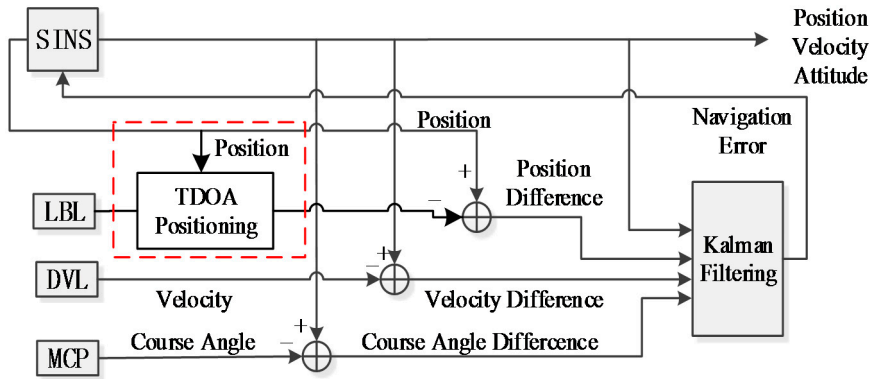 SINS
Position
Velocity
Attitude
Position
Navigation
Error
Position
+
Position
Difference
LBL
TDOA
Positioning
−
Kalman
Filtering
DVL
Velocity
−
+
Velocity Difference
MCP
Course Angle
−
+
Course Angle Differcence